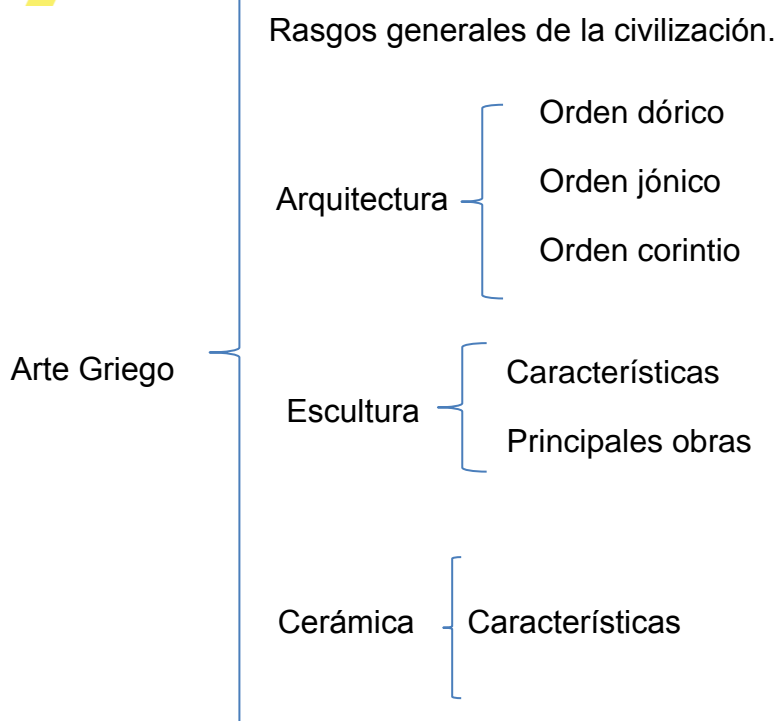 Rasgos generales de la civilización.
Arte Griego
Arquitectura
Orden dórico
Orden jónico
Orden corintio
Escultura
Características
Principales obras
Cerámica
Características